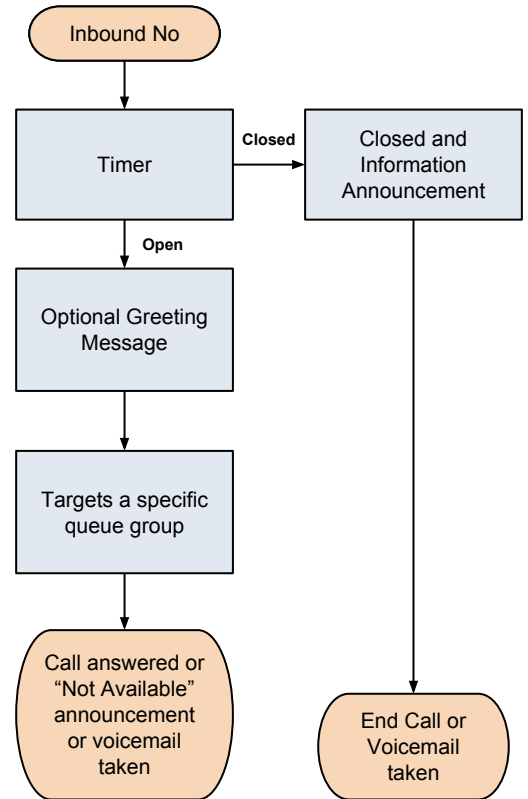 Inbound No
Timer
Closed
Closed and
Information
Announcement
Open
Optional Greeting
Message
Targets a specific
queue group
Call answered or
“Not Available”
announcement
or voicemail
taken
End Call or
Voicemail
taken